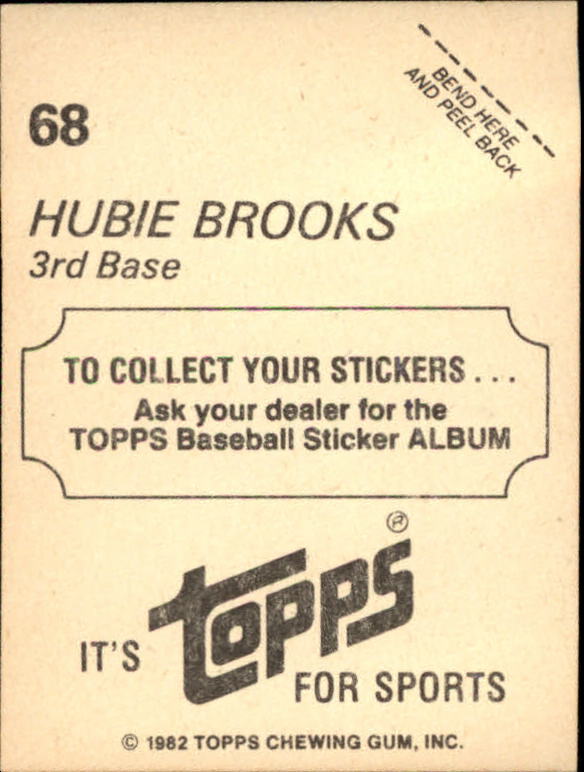 68
BEND HERE
AND PEEL BACK
HUBIE BROOKS
3rd Base
TO COLLECT YOUR STICKERS...
Ask your dealer for the
TOPPS Baseball Sticker ALBUM
IT'S topps®
FOR SPORTS
© 1982 TOPPS CHEWING GUM, INC.